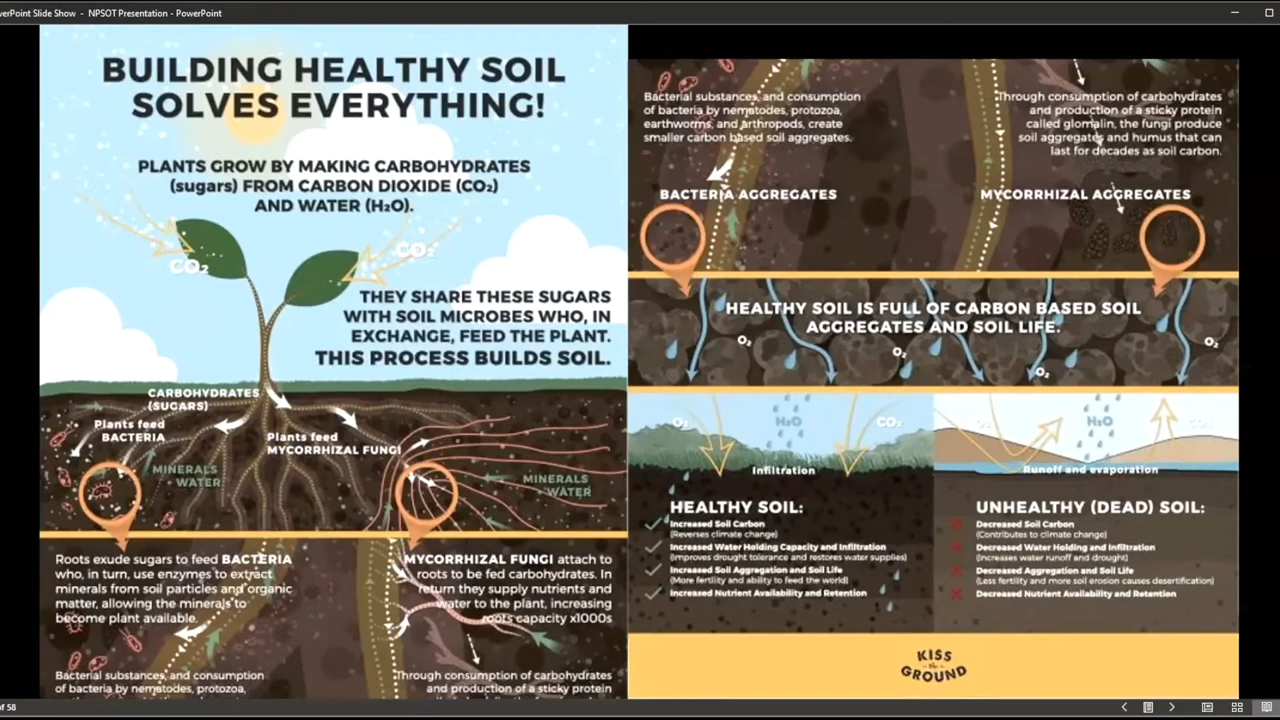 PowerPoint Slide Show - NPSOT Presentation - PowerPoint
BUILDING HEALTHY SOIL
SOLVES EVERYTHING!
PLANTS GROW BY MAKING CARBOHYDRATES
(sugars) FROM CARBON DIOXIDE (CO₂)
AND WATER (H₂O).
CO₂
CO₂
THEY SHARE THESE SUGARS
WITH SOIL MICROBES WHO, IN
EXCHANGE, FEED THE PLANT.
THIS PROCESS BUILDS SOIL.
CARBOHYDRATES
(SUGARS)
Plants feed
BACTERIA
Plants feed
MYCORRHIZAL FUNGI
MINERALS
WATER
MINERALS
WATER
Roots exude sugars to feed BACTERIA
who, in turn, use enzymes to extract
minerals from soil particles and organic
matter, allowing the minerals to
become plant available.
MYCORRHIZAL FUNGI attach to
roots to be fed carbohydrates. In
return they supply nutrients and
water to the plant, increasing
roots capacity x1000s
Bacterial substances, and consumption
of bacteria by nematodes, protozoa,
Through consumption of carbohydrates
and production of a sticky protein
Bacterial substances, and consumption
of bacteria by nematodes, protozoa,
earthworms, and arthropods, create
smaller carbon based soil aggregates.
Through consumption of carbohydrates
and production of a sticky protein
called glomalin, the fungi produce
soil aggregates and humus that can
last for decades as soil carbon.
BACTERIA AGGREGATES
MYCORRHIZAL AGGREGATES
HEALTHY SOIL IS FULL OF CARBON BASED SOIL
AGGREGATES AND SOIL LIFE.
O₂
O₂
O₂
O₂
O₂
H₂O
CO₂
Infiltration
O₂
H₂O
CO₂
Runoff and evaporation
HEALTHY SOIL:
Increased Soil Carbon
(Reverses climate change)
Increased Water Holding Capacity and Infiltration
(Improves drought tolerance and restores water supplies)
Increased Soil Aggregation and Soil Life
(More fertility and ability to feed the world)
Increased Nutrient Availability and Retention
UNHEALTHY (DEAD) SOIL:
Decreased Soil Carbon
(Contributes to climate change)
Decreased Water Holding and Infiltration
(Increases water runoff and drought)
Decreased Aggregation and Soil Life
(Less fertility and more soil erosion causes desertification)
Decreased Nutrient Availability and Retention
KISS
the
GROUND
of 58